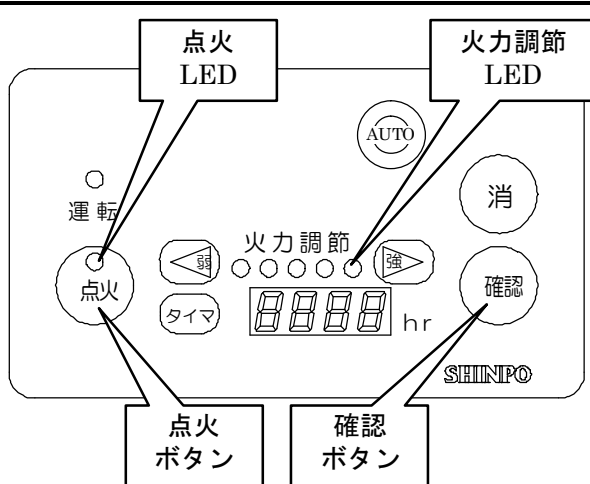 点火
LED
火力調節
LED
AUTO
運転
消
火力調節
弱
強
点火
確認
タイマ
8888 hr
SHINPO
点火
ボタン
確認
ボタン